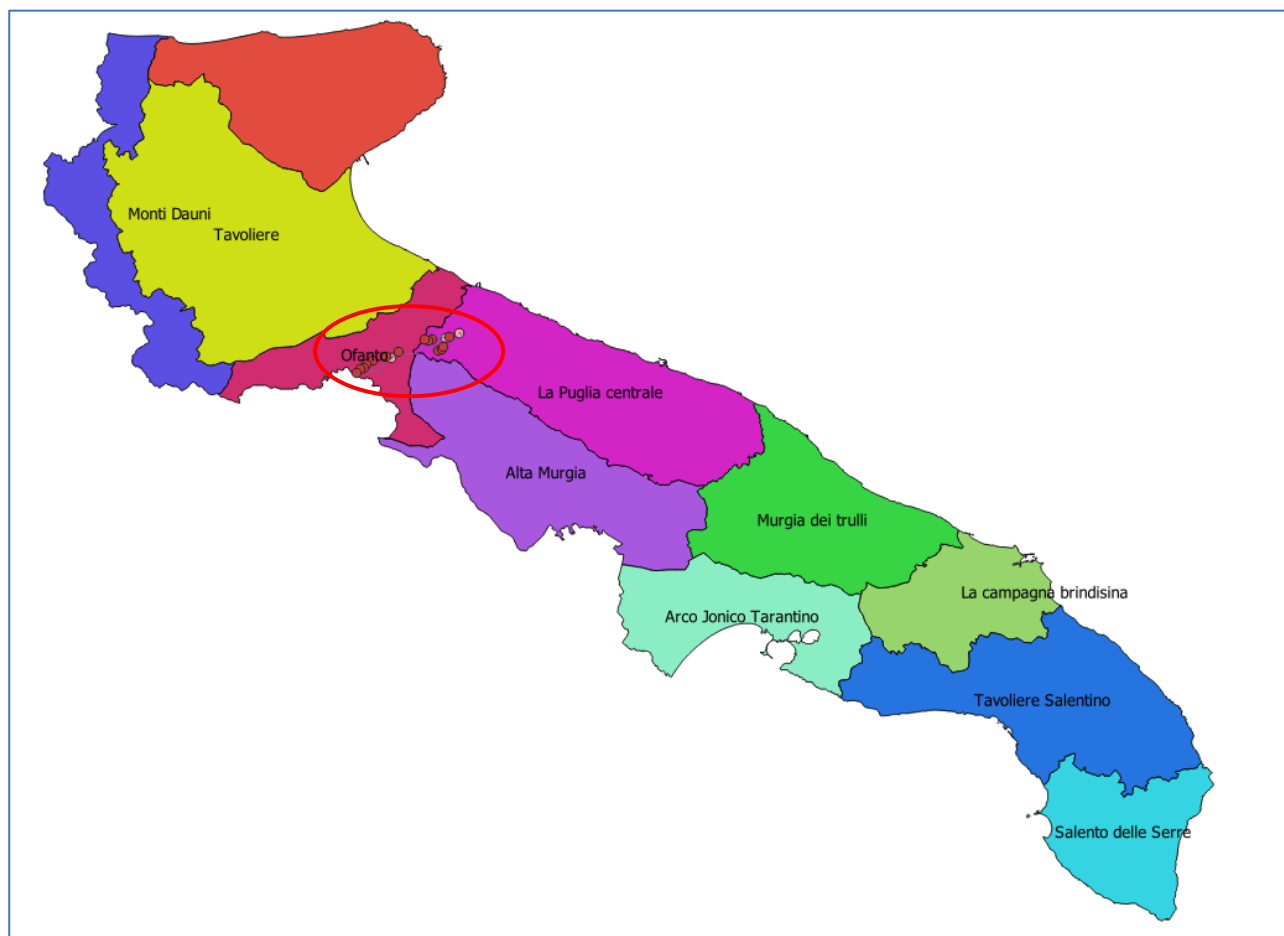 Monti Dauni
Tavoliere
Ofanto
La Puglia centrale
Alta Murgia
Murgia dei trulli
La campagna brindisina
Arco Jonico Tarantino
Tavoliere Salentino
Salento delle Serre